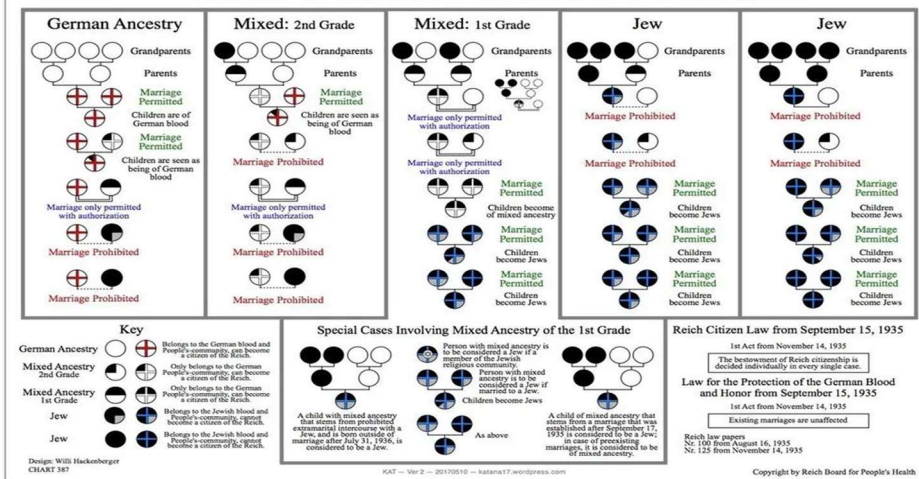 German Ancestry
Grandparents
Parents
Marriage
Permitted
Children are of
German blood
Marriage
Permitted
Children are seen as
being of German
blood
Marriage only permitted
with authorization
Marriage Prohibited
Marriage Prohibited
Mixed: 2nd Grade
Grandparents
Parents
Marriage
Permitted
Children are seen as
being of German
blood
Marriage Prohibited
Marriage only permitted
with authorization
Marriage Prohibited
Marriage Prohibited
Mixed: 1st Grade
Grandparents
Parents
Marriage only permitted
with authorization
Marriage only permitted
with authorization
Marriage
Permitted
Children become
of mixed ancestry
Marriage
Permitted
Children
become Jews
Marriage
Permitted
Children
become Jews
Jew
Grandparents
Parents
Marriage Prohibited
Marriage Prohibited
Marriage
Permitted
Children
become Jews
Marriage
Permitted
Children
become Jews
Marriage
Permitted
Children
become Jews
Jew
Grandparents
Parents
Marriage Prohibited
Marriage Prohibited
Marriage
Permitted
Children
become Jews
Marriage
Permitted
Children
become Jews
Marriage
Permitted
Children
become Jews
Key
German Ancestry
Belongs to the German blood and
People's-community, can become
a citizen of the Reich.
Mixed Ancestry
2nd Grade
Only belongs to the German
People's-community, can become
a citizen of the Reich.
Mixed Ancestry
1st Grade
Only belongs to the German
People's-community, can become
a citizen of the Reich.
Jew
Belongs to the Jewish blood and
People's-community, cannot
become a citizen of the Reich.
Jew
Belongs to the Jewish blood and
People's-community, cannot
become a citizen of the Reich.
Design: Willi Hackenberger
CHART 387
Special Cases Involving Mixed Ancestry of the 1st Grade
A child with mixed ancestry
that stems from prohibited
extramarital intercourse with a
Jew, and is born outside of
marriage after July 31, 1936, is
considered to be a Jew.
Person with mixed ancestry is
to be considered a Jew if a
member of the Jewish
religious community.
Person with mixed
ancestry is to be
considered a Jew if
married to a Jew.
Children become Jews
As above
A child of mixed ancestry that
stems from a marriage that was
established after September 17,
1935 is considered to be a Jew;
in case of preexisting
marriages, it is considered to be
of mixed ancestry.
Reich Citizen Law from September 15, 1935
1st Act from November 14, 1935
The bestowment of Reich citizenship is
decided individually in every single case.
Law for the Protection of the German Blood
and Honor from September 15, 1935
1st Act from November 14, 1935
Existing marriages are unaffected
Reich law papers
Nr. 100 from August 16, 1935
Nr. 125 from November 14, 1935
KAT — Ver 2 — 20170510 — katana17.wordpress.com
Copyright by Reich Board for People's Health